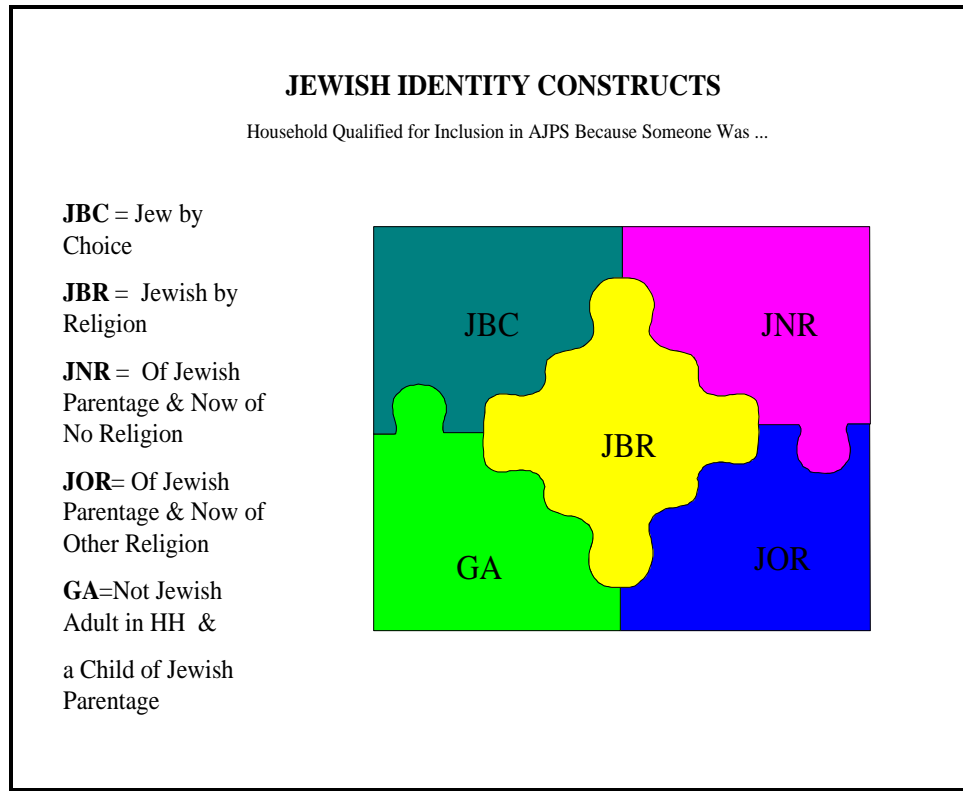 JEWISH IDENTITY CONSTRUCTS
Household Qualified for Inclusion in AJPS Because Someone Was ...
JBC = Jew by
Choice
JBR = Jewish by
Religion
JNR = Of Jewish
Parentage & Now of
No Religion
JOR= Of Jewish
Parentage & Now of
Other Religion
GA=Not Jewish
Adult in HH &
a Child of Jewish
Parentage
JBC
JNR
JBR
GA
JOR